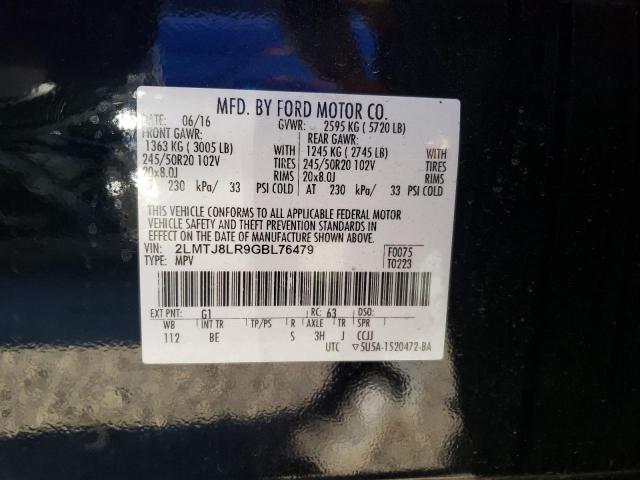 MFD. BY FORD MOTOR CO.
DATE: 06/16 GVWR: 2595 KG ( 5720 LB)
FRONT GAWR: REAR GAWR:
1363 KG ( 3005 LB) WITH 1245 KG ( 2745 LB) WITH
245/50R20 102V TIRES 245/50R20 102V TIRES
20x8.0J RIMS 20x8.0J RIMS
AT 230 kPa/ 33 PSI COLD AT 230 kPa/ 33 PSI COLD
THIS VEHICLE CONFORMS TO ALL APPLICABLE FEDERAL MOTOR
VEHICLE SAFETY AND THEFT PREVENTION STANDARDS IN
EFFECT ON THE DATE OF MANUFACTURE SHOWN ABOVE.
VIN: 2LMTJ8LR9GBL76479 F0075
TYPE: MPV T0223
EXT PNT: G1 RC: 63 DSO:
WB INT TR TP/PS R AXLE TR SPR
112 BE S 3H J CCJJ
UTC ▽5U5A-1520472-BA